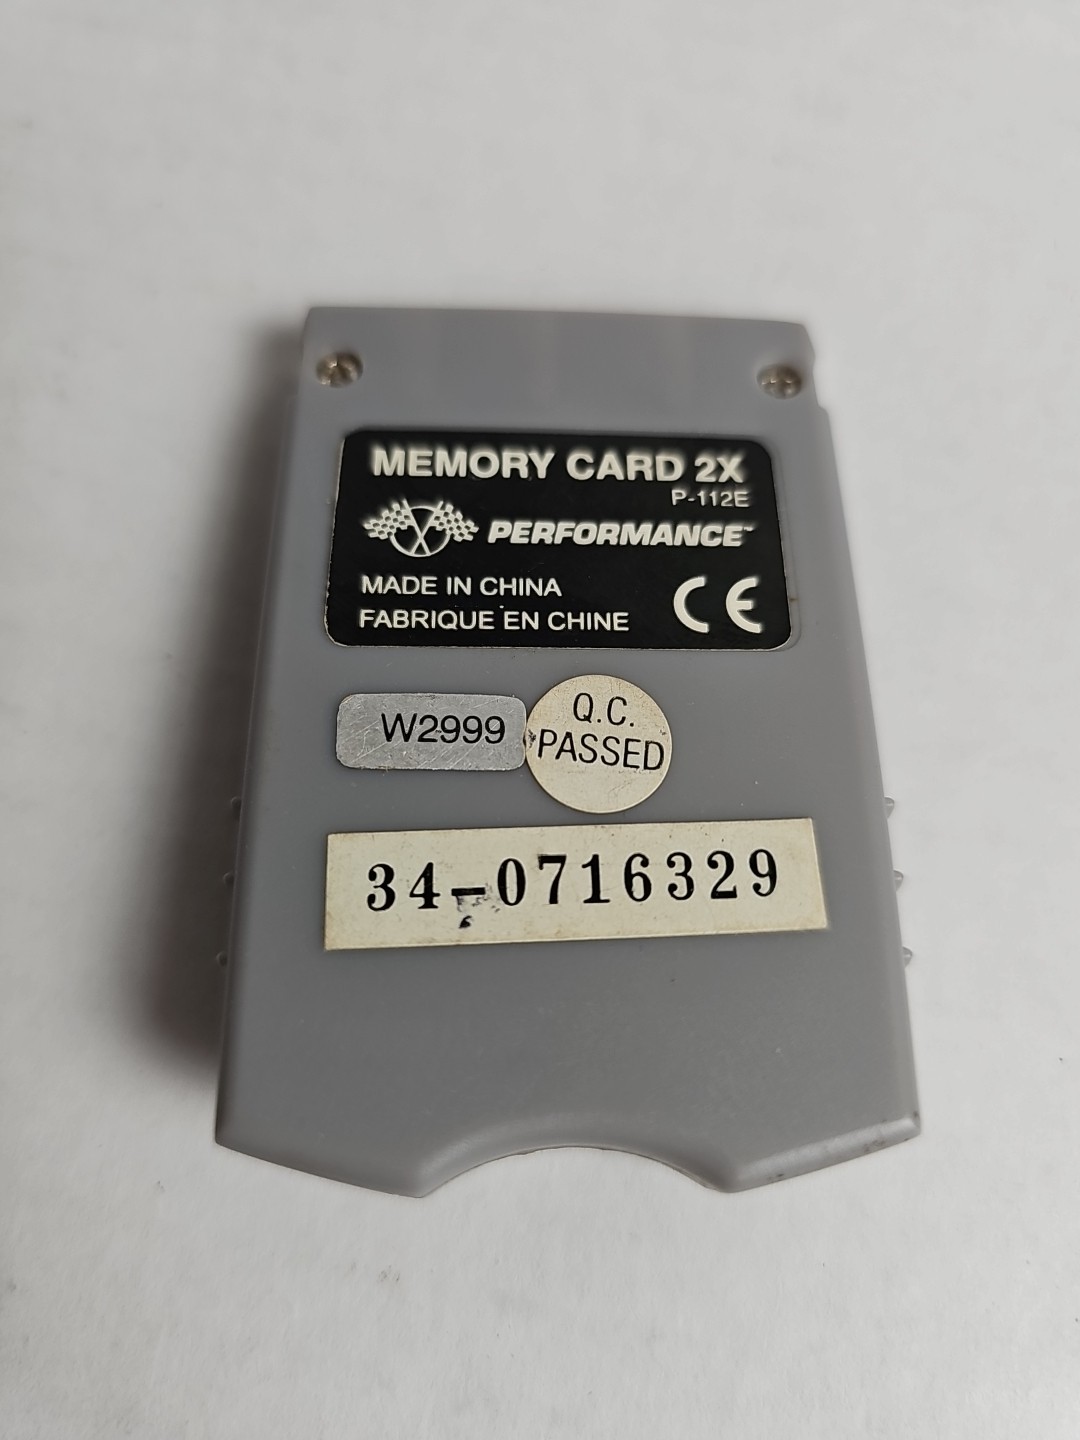 MEMORY CARD 2X
P-112E
PERFORMANCE™
MADE IN CHINA
FABRIQUE EN CHINE
CE
W2999
Q.C.
PASSED
34-0716329